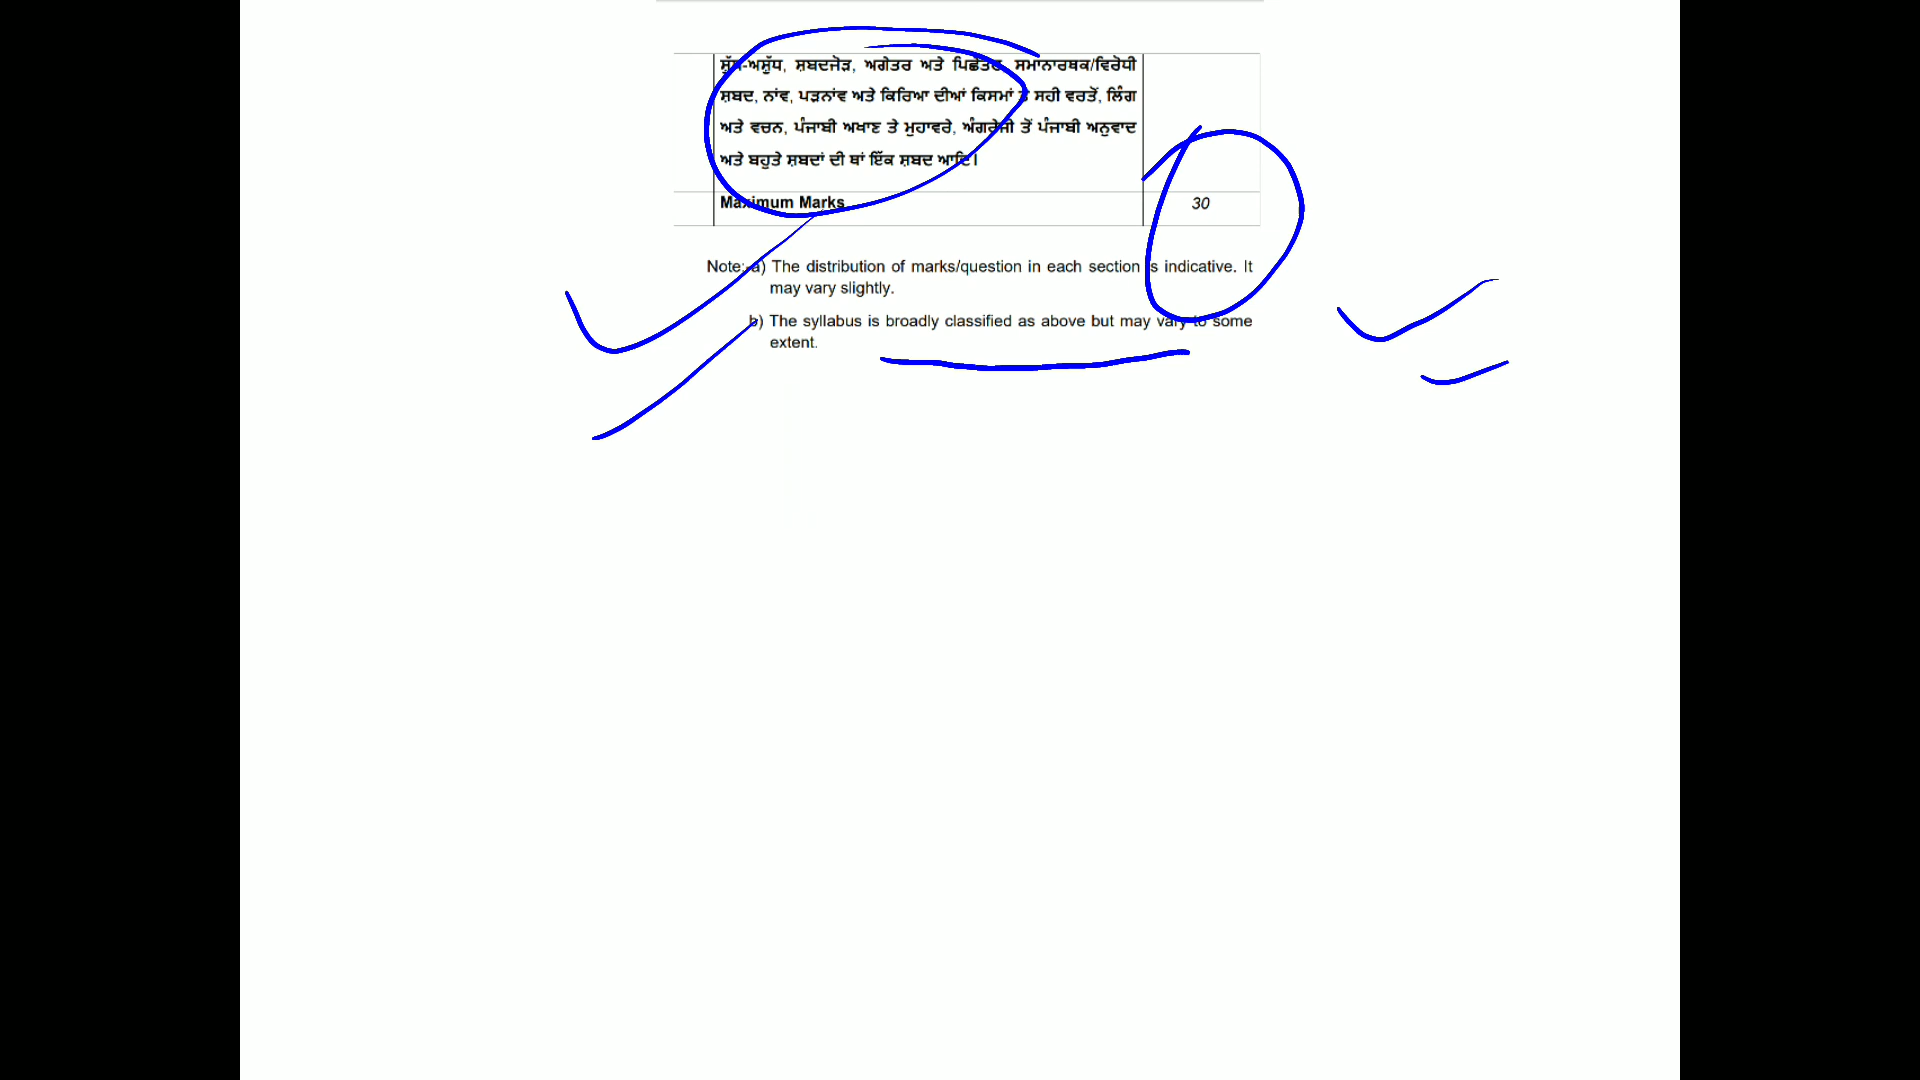 ਸ਼ੁੱਧ-ਅਸ਼ੁੱਧ, ਸ਼ਬਦਜੋੜ, ਅਗੇਤਰ ਅਤੇ ਪਿਛੇਤਰ, ਸਮਾਨਾਰਥਕ/ਵਿਰੋਧੀ
ਸ਼ਬਦ, ਨਾਂਵ, ਪੜਨਾਂਵ ਅਤੇ ਕਿਰਿਆ ਦੀਆਂ ਕਿਸਮਾਂ ਤੇ ਸਹੀ ਵਰਤੋਂ, ਲਿੰਗ
ਅਤੇ ਵਚਨ, ਪੰਜਾਬੀ ਅਖਾਣ ਤੇ ਮੁਹਾਵਰੇ, ਅੰਗਰੇਜੀ ਤੋਂ ਪੰਜਾਬੀ ਅਨੁਵਾਦ
ਅਤੇ ਬਹੁਤੇ ਸ਼ਬਦਾਂ ਦੀ ਥਾਂ ਇੱਕ ਸ਼ਬਦ ਆਦਿ।
Maximum Marks 30
Note:-a) The distribution of marks/question in each section is indicative. It
may vary slightly.
b) The syllabus is broadly classified as above but may vary to some
extent.